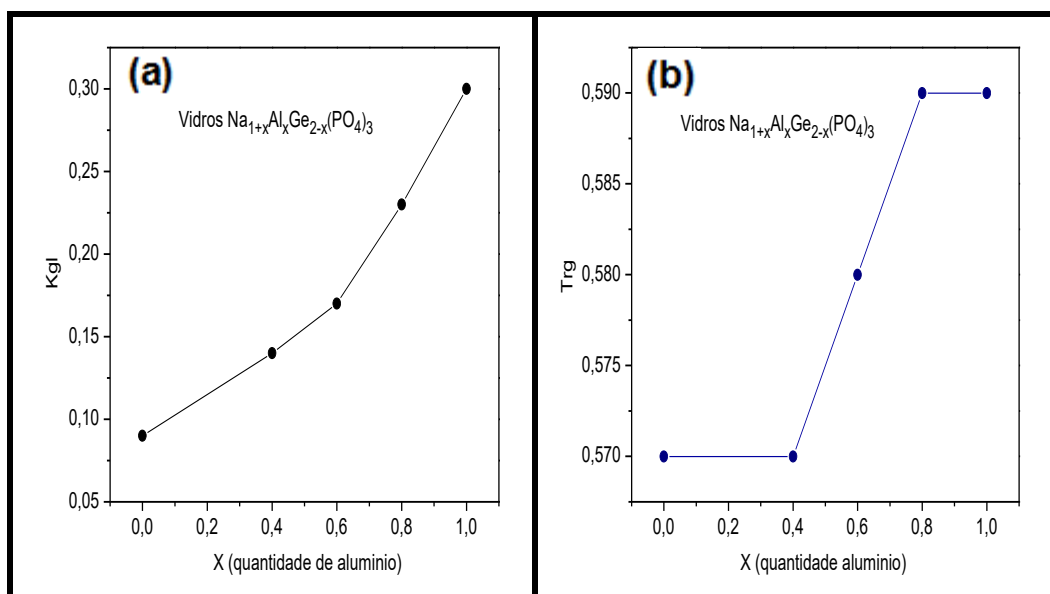 (a)
Vidros Na1+xAlxGe2-x(PO4)3
0,30
0,25
0,20
0,15
0,10
0,05
Kgl
0,0 0,2 0,4 0,6 0,8 1,0
X (quantidade de aluminio)
(b)
Vidros Na1+xAlxGe2-x(PO4)3
0,590
0,585
0,580
0,575
0,570
Trg
0,0 0,2 0,4 0,6 0,8 1,0
X (quantidade aluminio)